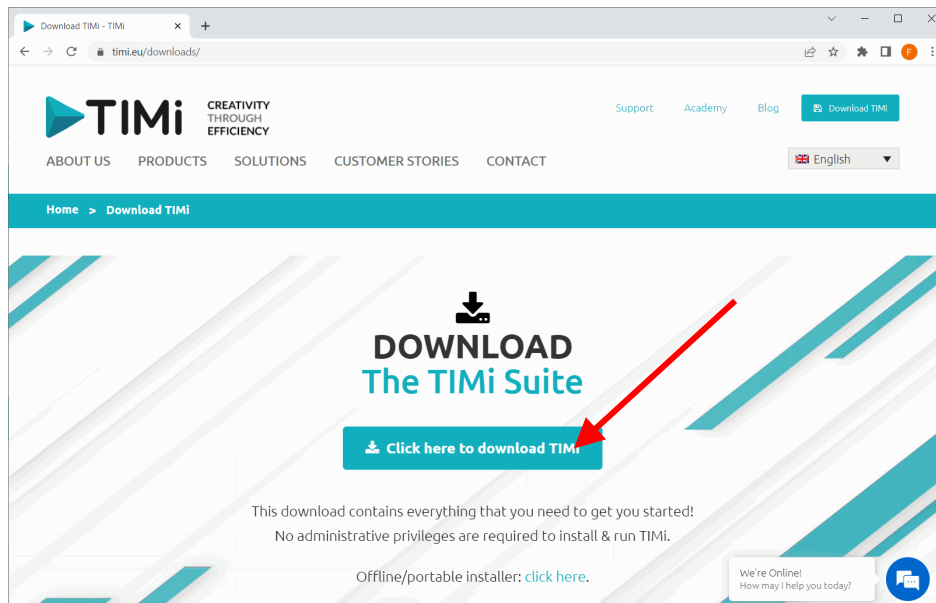 Download TIMi - TIMi
timi.eu/downloads/
F
TIMi
CREATIVITY
THROUGH
EFFICIENCY
Support Academy Blog Download TIMi
ABOUT US PRODUCTS SOLUTIONS CUSTOMER STORIES CONTACT
English
Home > Download TIMi
DOWNLOAD
The TIMi Suite
Click here to download TIMi
This download contains everything that you need to get you started!
No administrative privileges are required to install & run TIMi.
Offline/portable installer: click here.
We're Online!
How may I help you today?